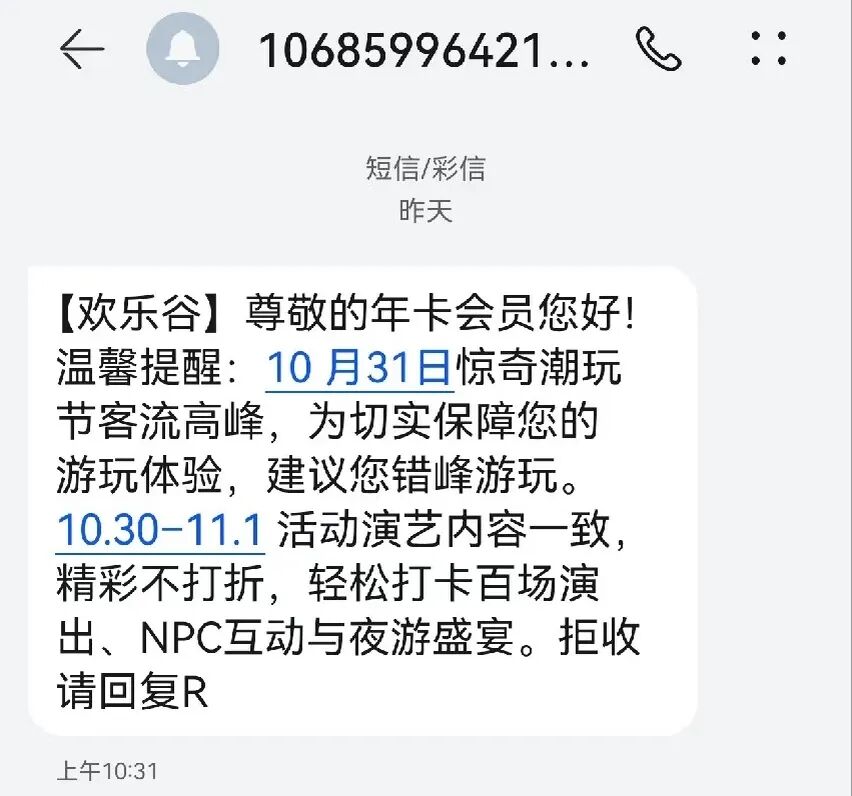 10685996421...
短信/彩信
昨天
【欢乐谷】尊敬的年卡会员您好!
温馨提醒：10 月31日惊奇潮玩
节客流高峰，为切实保障您的
游玩体验，建议您错峰游玩。
10.30-11.1 活动演艺内容一致，
精彩不打折，轻松打卡百场演
出、NPC互动与夜游盛宴。拒收
请回复R
上午10:31